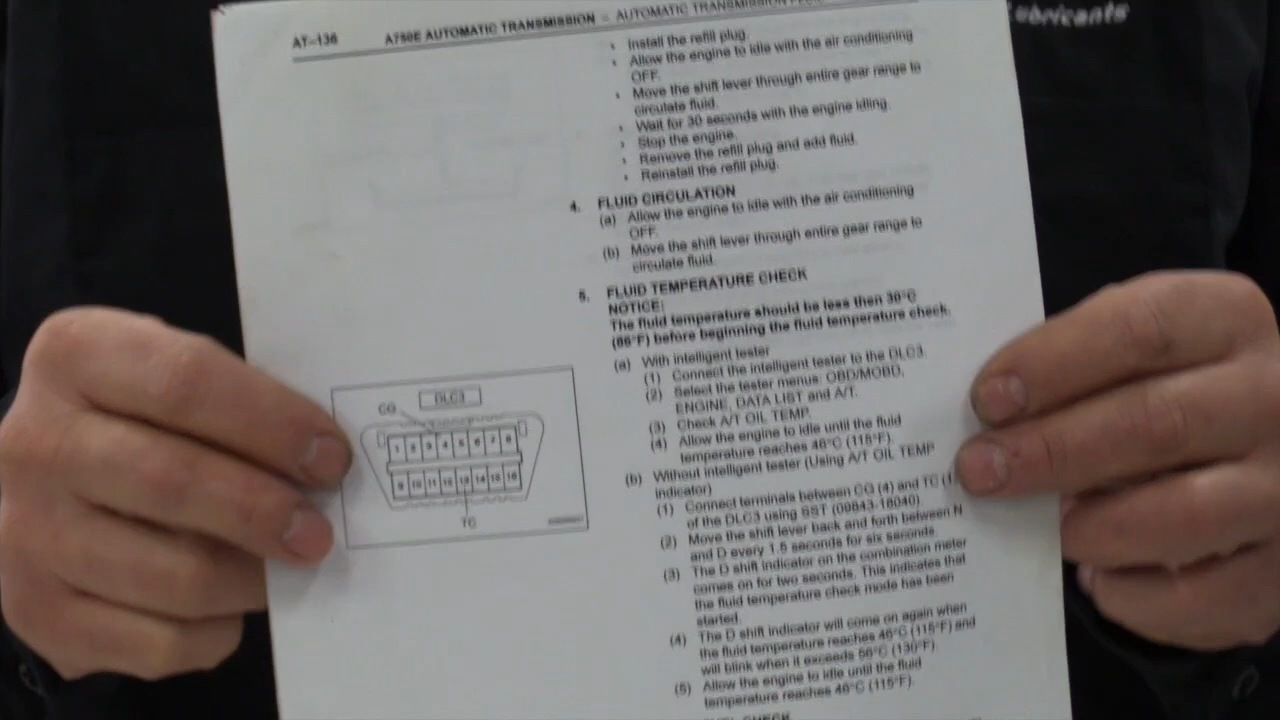 Lubricants
AT–136 A750E AUTOMATIC TRANSMISSION – AUTOMATIC TRANSMISSION
• Install the refill plug.
• Allow the engine to idle with the air conditioning
OFF.
• Move the shift lever through entire gear range to
circulate fluid.
• Wait for 30 seconds with the engine idling.
• Stop the engine.
• Remove the refill plug and add fluid.
• Reinstall the refill plug.
4. FLUID CIRCULATION
(a) Allow the engine to idle with the air conditioning
OFF.
(b) Move the shift lever through entire gear range to
circulate fluid.
5. FLUID TEMPERATURE CHECK
NOTICE:
The fluid temperature should be less then 30°C
(86°F) before beginning the fluid temperature check.
(a) With intelligent tester
(1) Connect the intelligent tester to the DLC3.
(2) Select the tester menus: OBD/MOBD,
ENGINE, DATA LIST and A/T.
(3) Check A/T OIL TEMP.
(4) Allow the engine to idle until the fluid
temperature reaches 46°C (115°F).
(b) Without intelligent tester (Using A/T OIL TEMP
indicator)
(1) Connect terminals between CG (4) and TC (1
of the DLC3 using SST (09843-18040).
(2) Move the shift lever back and forth between N
and D every 1.5 seconds for six seconds.
(3) The D shift indicator on the combination meter
comes on for two seconds. This indicates that
the fluid temperature check mode has been
started.
(4) The D shift indicator will come on again when
the fluid temperature reaches 46°C (115°F) and
will blink when it exceeds 56°C (130°F).
(5) Allow the engine to idle until the fluid
temperature reaches 46°C (115°F).
CHECK
DLC3
CG
1 2 3 4 5 6 7 8
9 10 11 12 13 14 15 16
TC